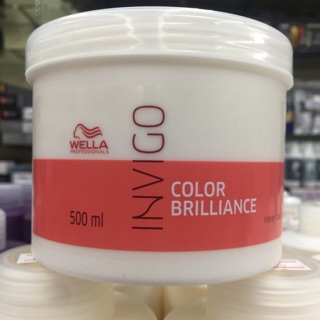 WELLA
PROFESSIONALS
INVIGO
COLOR
BRILLIANCE
500 ml